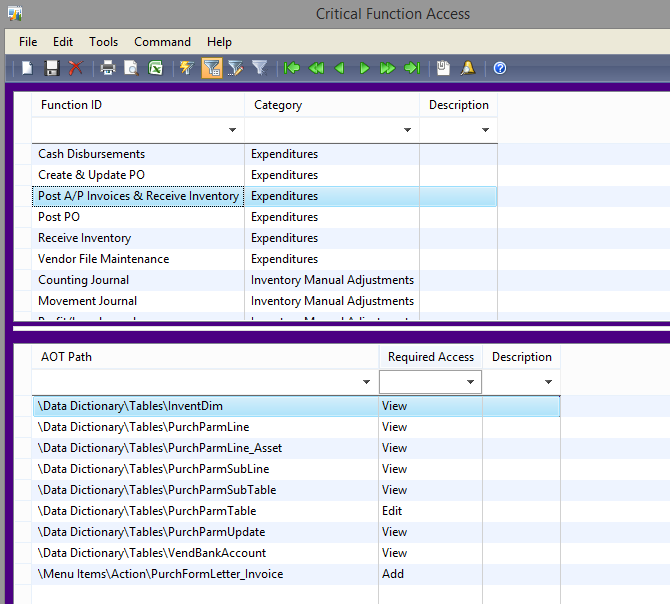 Critical Function Access
File Edit Tools Command Help
Function ID Category Description
Cash Disbursements Expenditures
Create & Update PO Expenditures
Post A/P Invoices & Receive Inventory Expenditures
Post PO Expenditures
Receive Inventory Expenditures
Vendor File Maintenance Expenditures
Counting Journal Inventory Manual Adjustments
Movement Journal Inventory Manual Adjustments
AOT Path Required Access Description
\Data Dictionary\Tables\InventDim View
\Data Dictionary\Tables\PurchParmLine View
\Data Dictionary\Tables\PurchParmLine_Asset View
\Data Dictionary\Tables\PurchParmSubLine View
\Data Dictionary\Tables\PurchParmSubTable View
\Data Dictionary\Tables\PurchParmTable Edit
\Data Dictionary\Tables\PurchParmUpdate View
\Data Dictionary\Tables\VendBankAccount View
\Menu Items\Action\PurchFormLetter_Invoice Add